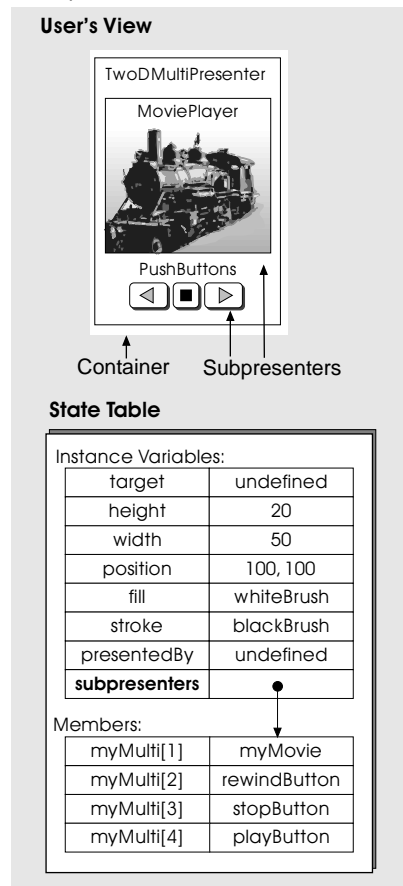 User's View
TwoDMultiPresenter
MoviePlayer
PushButtons
Container
Subpresenters
State Table
Instance Variables:
target undefined
height 20
width 50
position 100, 100
fill whiteBrush
stroke blackBrush
presentedBy undefined
subpresenters
Members:
myMulti[1] myMovie
myMulti[2] rewindButton
myMulti[3] stopButton
myMulti[4] playButton